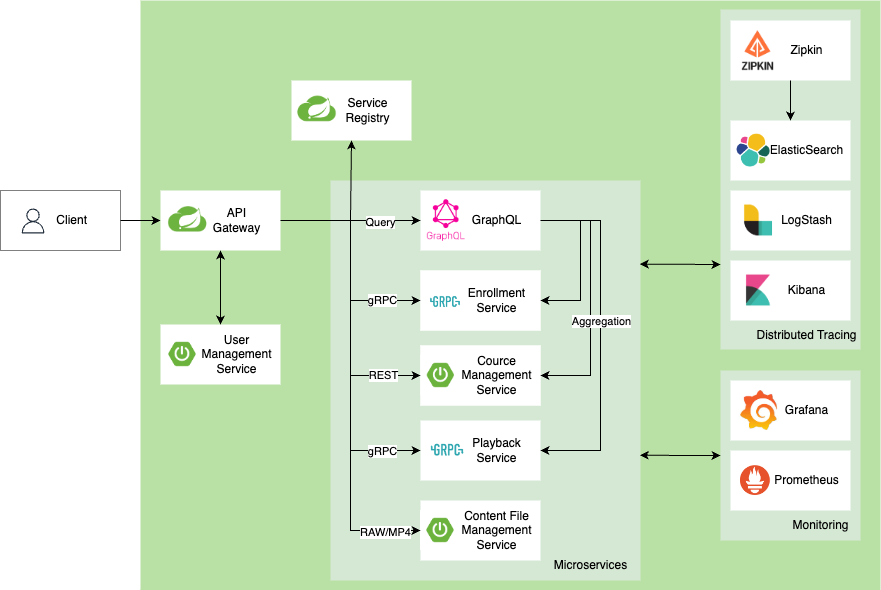 Client
API
Gateway
User
Management
Service
Service
Registry
Query
gRPC
REST
gRPC
RAW/MP4
GraphQL
GraphQL
gRPC
Enrollment
Service
Cource
Management
Service
gRPC
Playback
Service
Content File
Management
Service
Aggregation
Microservices
ZIPKIN
Zipkin
ElasticSearch
LogStash
Kibana
Distributed Tracing
Grafana
Prometheus
Monitoring